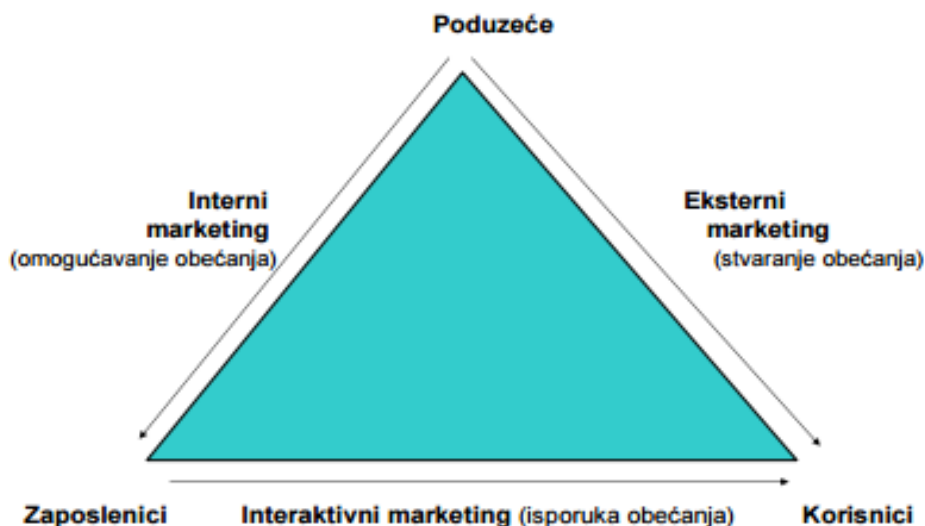 Poduzeće
Interni
marketing
(omogućavanje obećanja)
Eksterni
marketing
(stvaranje obećanja)
Zaposlenici
Interaktivni marketing (isporuka obećanja)
Korisnici